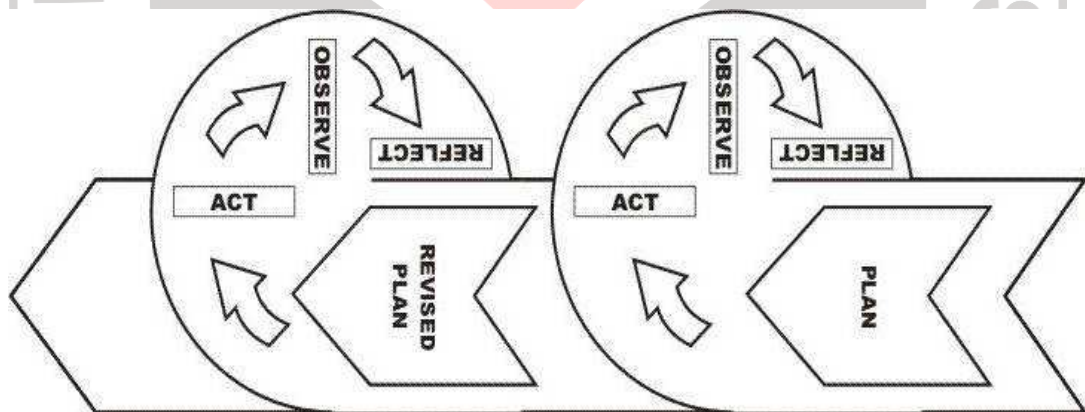 PLAN
ACT
OBSERVE
REFLECT
REVISED
PLAN
ACT
OBSERVE
REFLECT